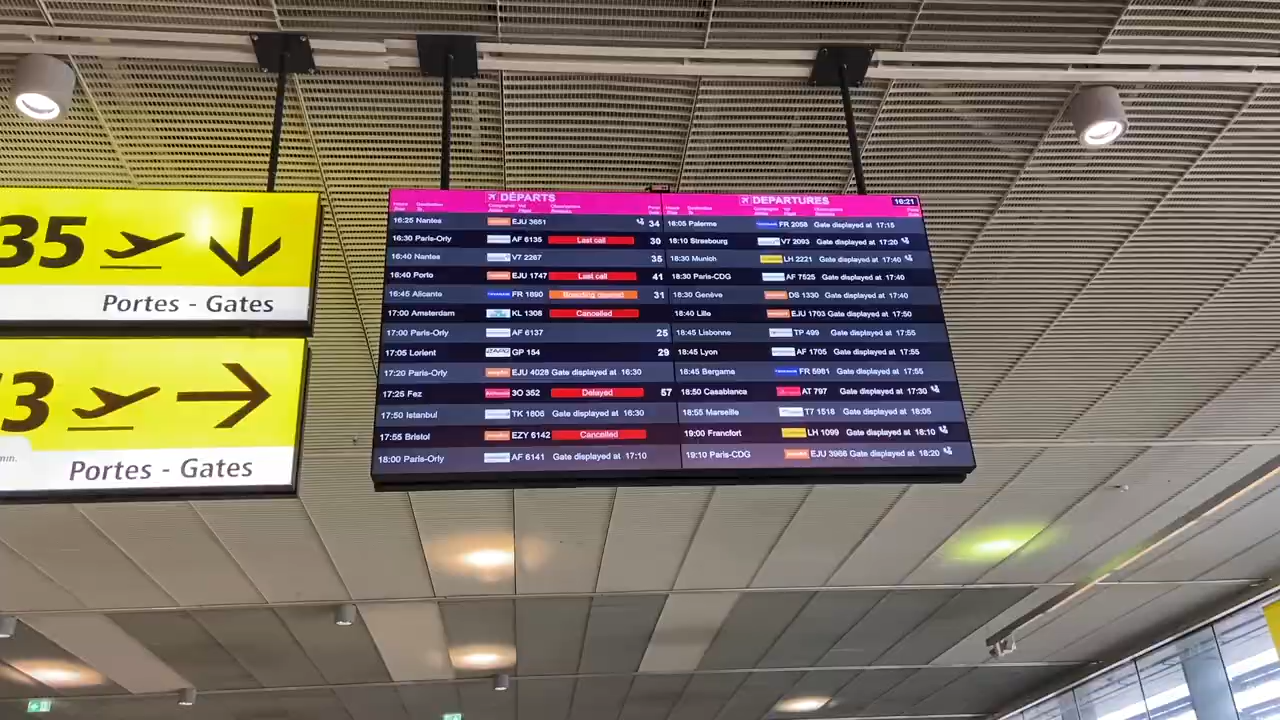 35
Portes - Gates
3
min.
Portes - Gates
DÉPARTS
DEPARTURES 16:21
16:25 Nantes EJU 3651 34
16:30 Paris-Orly AF 6135 Last call 30
16:40 Nantes V7 2267 35
16:40 Porto EJU 1747 Last call 41
16:45 Alicante FR 1690 Boarding opened 31
17:00 Amsterdam KL 1306 Cancelled
17:00 Paris-Orly AF 6137 25
17:05 Lorient GP 154 29
17:20 Paris-Orly EJU 4028 Gate displayed at 16:30
17:25 Fez 3O 352 Delayed 57
17:50 Istanbul TK 1806 Gate displayed at 16:30
17:55 Bristol EZY 6142 Cancelled
18:00 Paris-Orly AF 6141 Gate displayed at 17:10
18:05 Palerme FR 2058 Gate displayed at 17:15
18:10 Strasbourg V7 2093 Gate displayed at 17:20
18:30 Munich LH 2221 Gate displayed at 17:40
18:30 Paris-CDG AF 7525 Gate displayed at 17:40
18:30 Genève DS 1330 Gate displayed at 17:40
18:40 Lille EJU 1703 Gate displayed at 17:50
18:45 Lisbonne TP 499 Gate displayed at 17:55
18:45 Lyon AF 1705 Gate displayed at 17:55
18:45 Bergame FR 5981 Gate displayed at 17:55
18:50 Casablanca AT 797 Gate displayed at 17:30
18:55 Marseille T7 1518 Gate displayed at 18:05
19:00 Francfort LH 1099 Gate displayed at 18:10
19:10 Paris-CDG EJU 3966 Gate displayed at 18:20